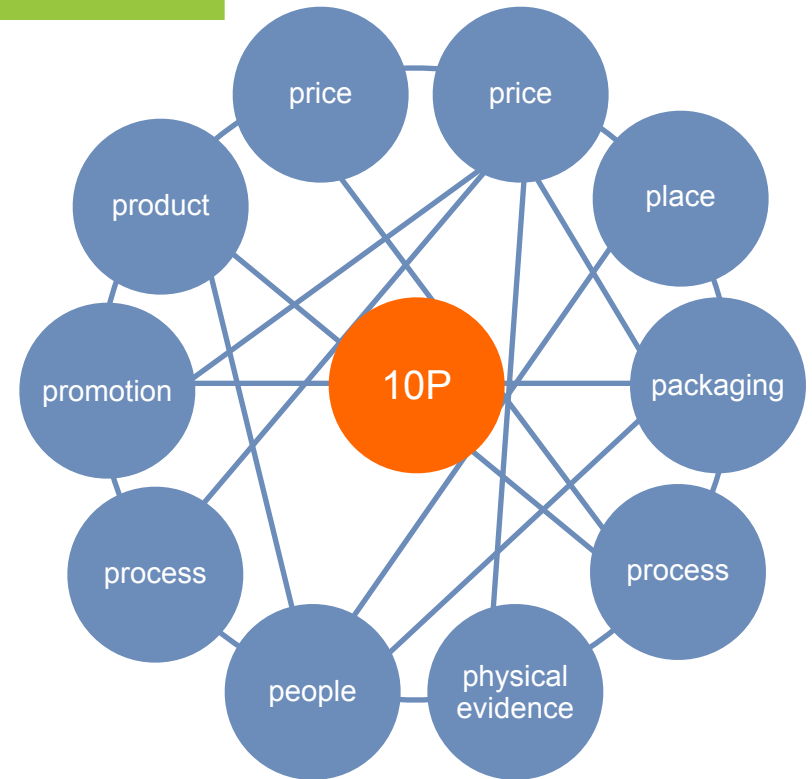 price
price
product
place
promotion
10P
packaging
process
process
people
physical
evidence